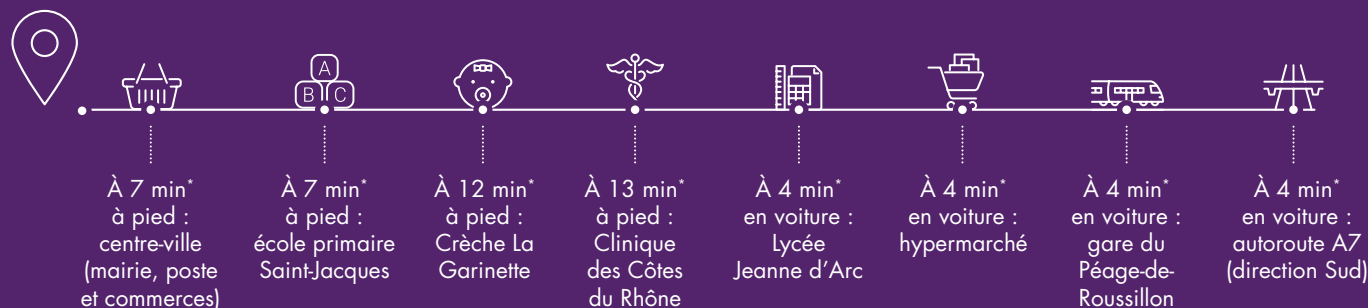 A
B C
À 7 min*
à pied :
centre-ville
(mairie, poste
et commerces)
À 7 min*
à pied :
école primaire
Saint-Jacques
À 12 min*
à pied :
Crèche La
Garinette
À 13 min*
à pied :
Clinique
des Côtes
du Rhône
À 4 min*
en voiture :
Lycée
Jeanne d’Arc
À 4 min*
en voiture :
hypermarché
À 4 min*
en voiture :
gare du
Péage-de-
Roussillon
À 4 min*
en voiture :
autoroute A7
(direction Sud)